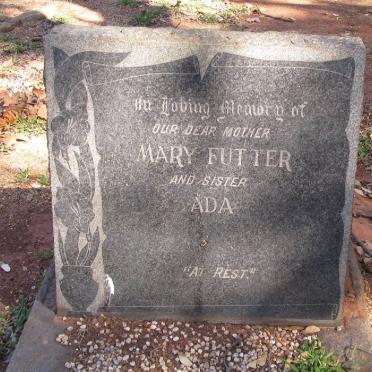 In Loving Memory of
OUR DEAR MOTHER
MARY FUTTER
AND SISTER
ADA
"AT REST."